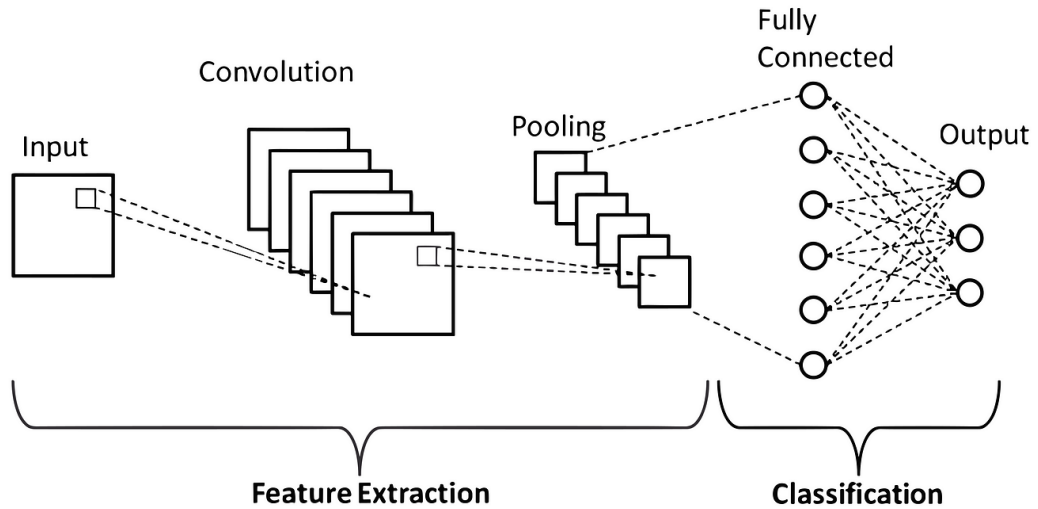 Input
Convolution
Pooling
Fully
Connected
Output
Feature Extraction
Classification